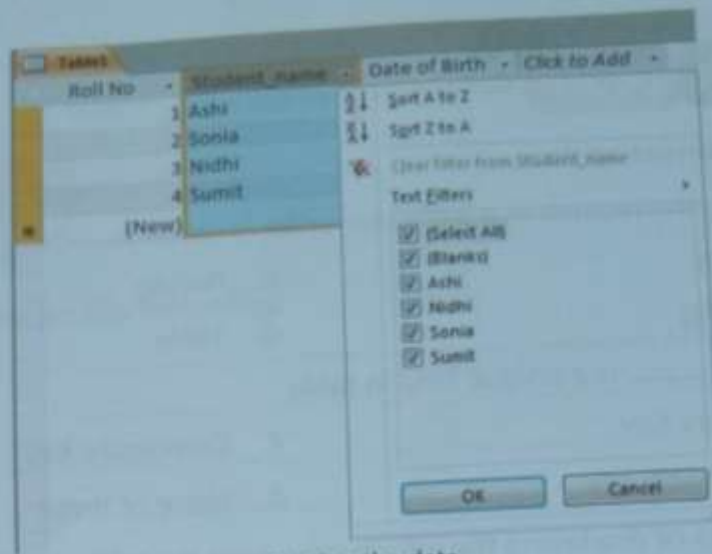 Table1
Roll No Student_name Date of Birth Click to Add
1 Ashi
2 Sonia
3 Nidhi
4 Sumit
(New)
Sort A to Z
Sort Z to A
Clear filter from Student_name
Text Filters
(Select All)
(Blanks)
Ashi
Nidhi
Sonia
Sumit
OK Cancel